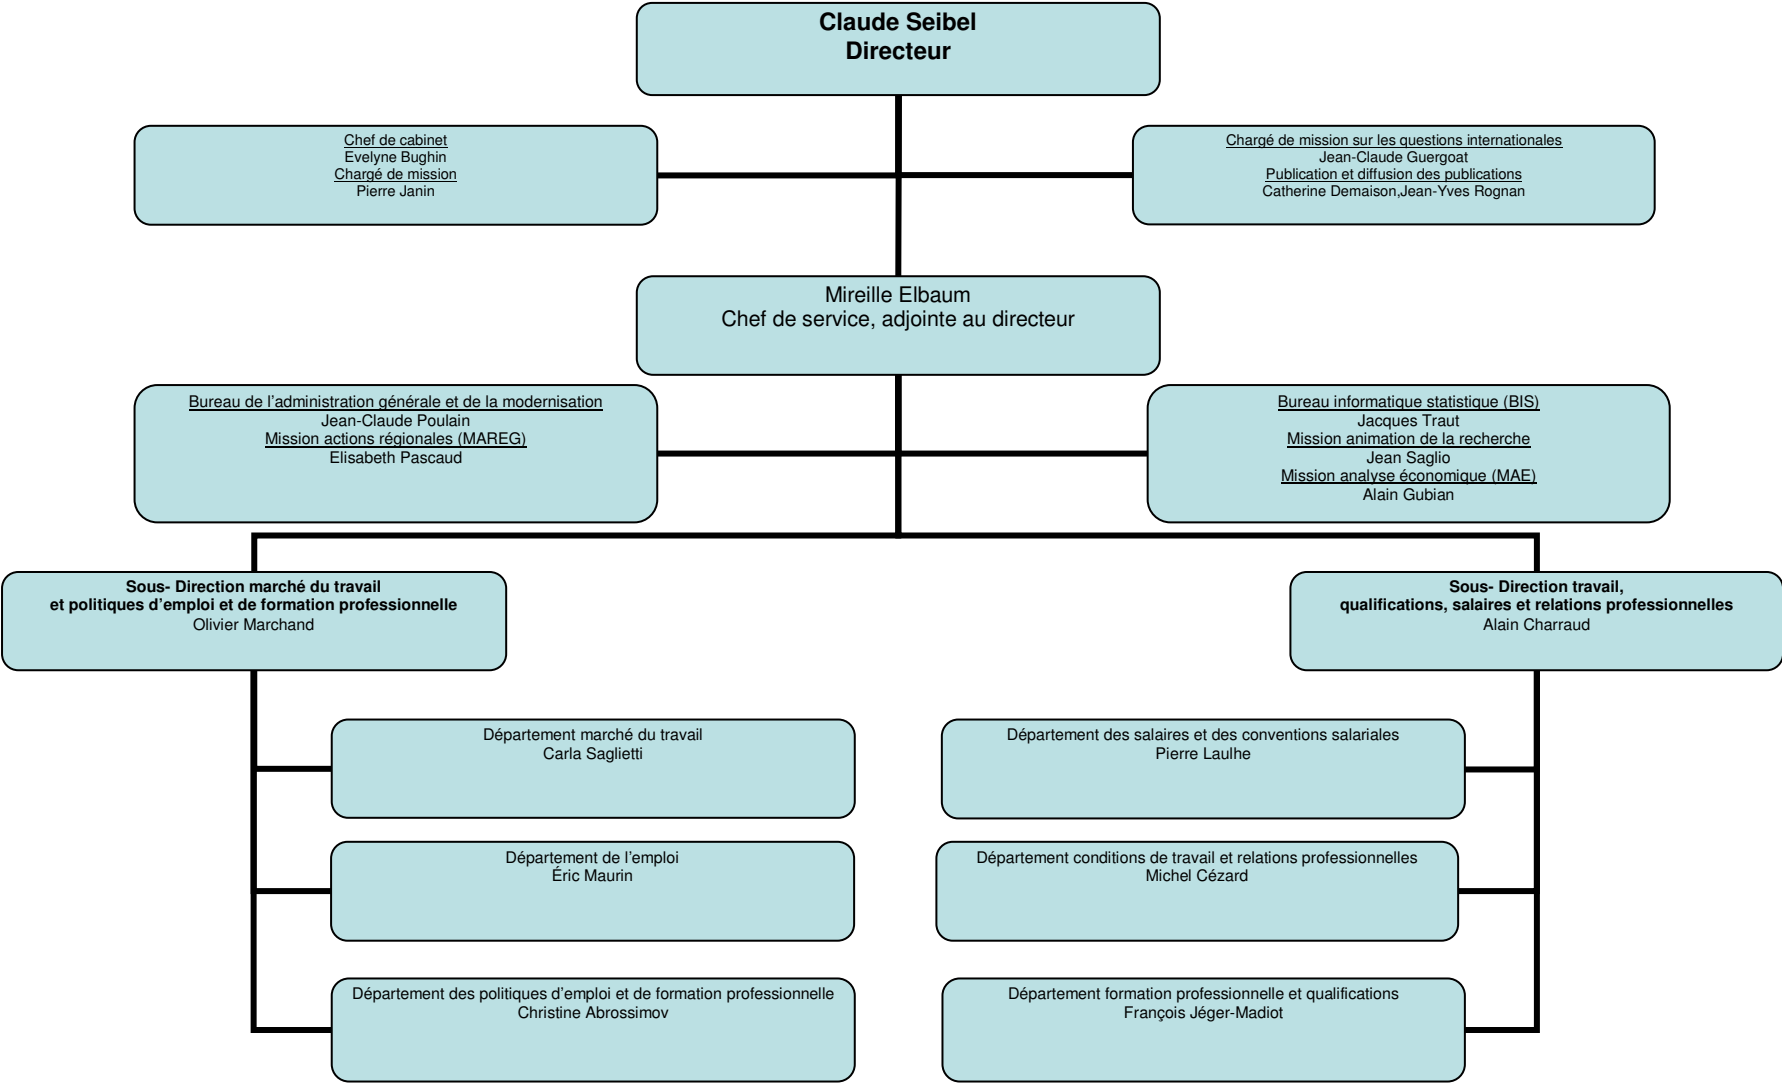 Claude Seibel
Directeur
Chef de cabinet
Evelyne Bughin
Chargé de mission
Pierre Janin
Chargé de mission sur les questions internationales
Jean-Claude Guergoat
Publication et diffusion des publications
Catherine Demaison,Jean-Yves Rognan
Mireille Elbaum
Chef de service, adjointe au directeur
Bureau de l'administration générale et de la modernisation
Jean-Claude Poulain
Mission actions régionales (MAREG)
Elisabeth Pascaud
Bureau informatique statistique (BIS)
Jacques Traut
Mission animation de la recherche
Jean Saglio
Mission analyse économique (MAE)
Alain Gubian
Sous- Direction marché du travail
et politiques d'emploi et de formation professionnelle
Olivier Marchand
Sous- Direction travail,
qualifications, salaires et relations professionnelles
Alain Charraud
Département marché du travail
Carla Saglietti
Département des salaires et des conventions salariales
Pierre Laulhe
Département de l'emploi
Éric Maurin
Département conditions de travail et relations professionnelles
Michel Cézard
Département des politiques d'emploi et de formation professionnelle
Christine Abrossimov
Département formation professionnelle et qualifications
François Jéger-Madiot